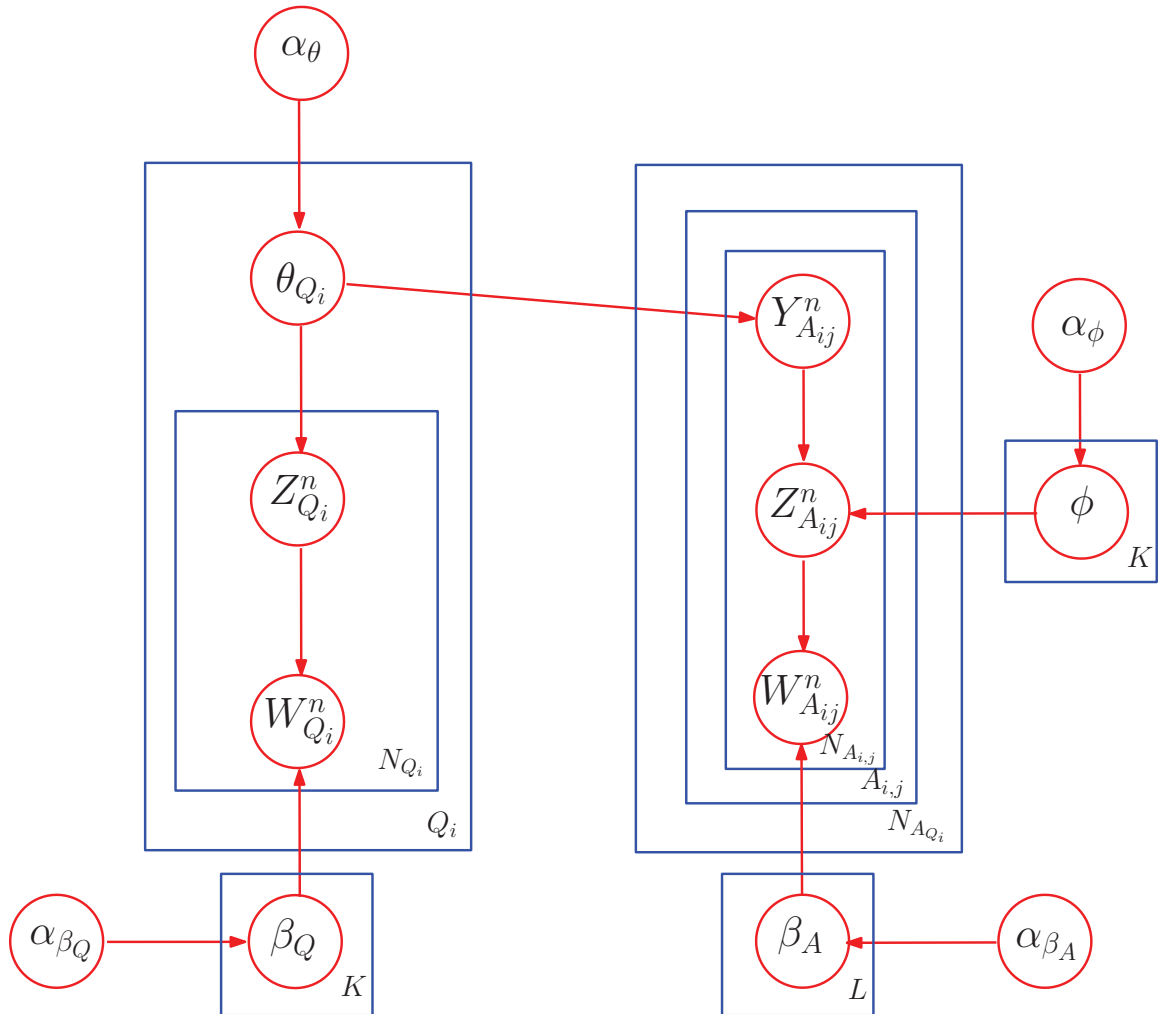 α_θ
θ_{Q_i}
Y^n_{A_{ij}}
α_ϕ
Z^n_{Q_i}
Z^n_{A_{ij}}
ϕ
K
W^n_{Q_i}
W^n_{A_{ij}}
N_{Q_i}
N_{A_{i,j}}
A_{i,j}
Q_i
N_{A_{Q_i}}
α_{β_Q}
β_Q
K
β_A
L
α_{β_A}